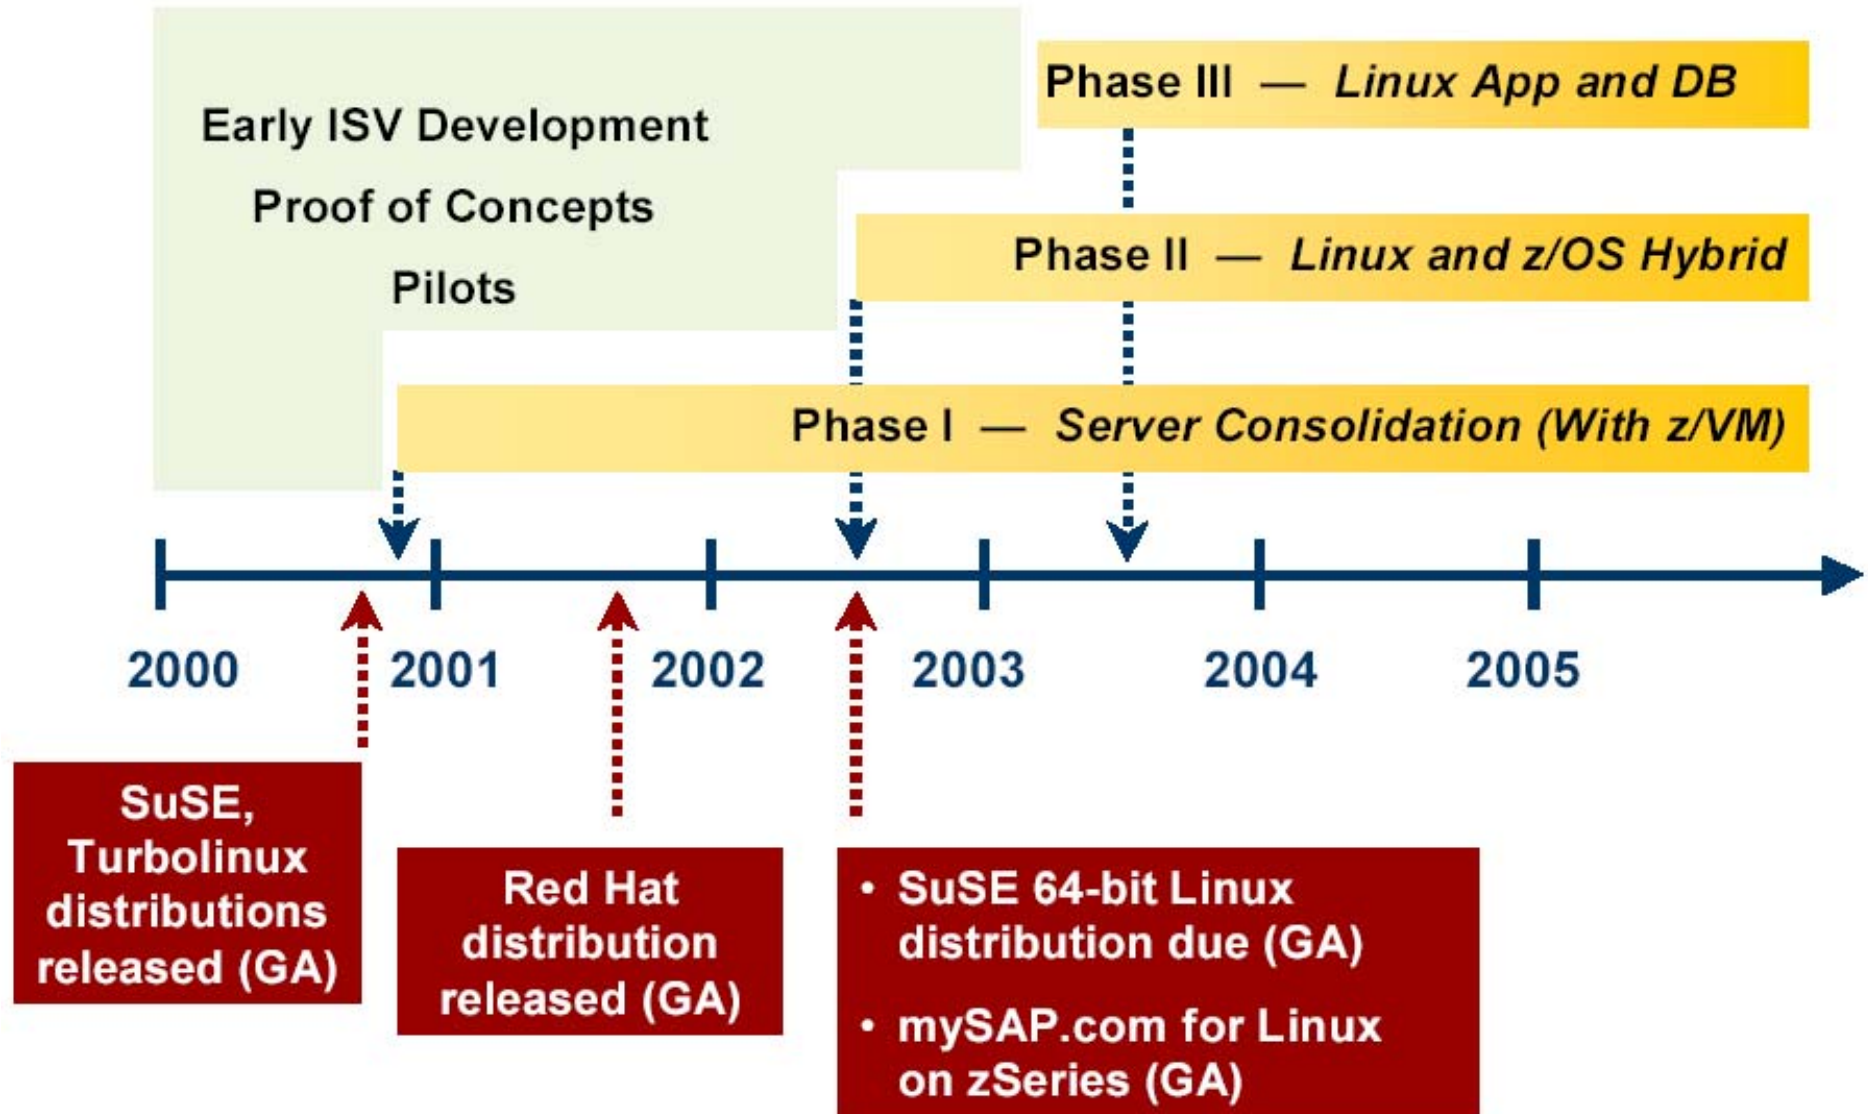 Early ISV Development
Proof of Concepts
Pilots
Phase III — Linux App and DB
Phase II — Linux and z/OS Hybrid
Phase I — Server Consolidation (With z/VM)
2000 2001 2002 2003 2004 2005
SuSE,
Turbolinux
distributions
released (GA)
Red Hat
distribution
released (GA)
• SuSE 64-bit Linux
distribution due (GA)
• mySAP.com for Linux
on zSeries (GA)